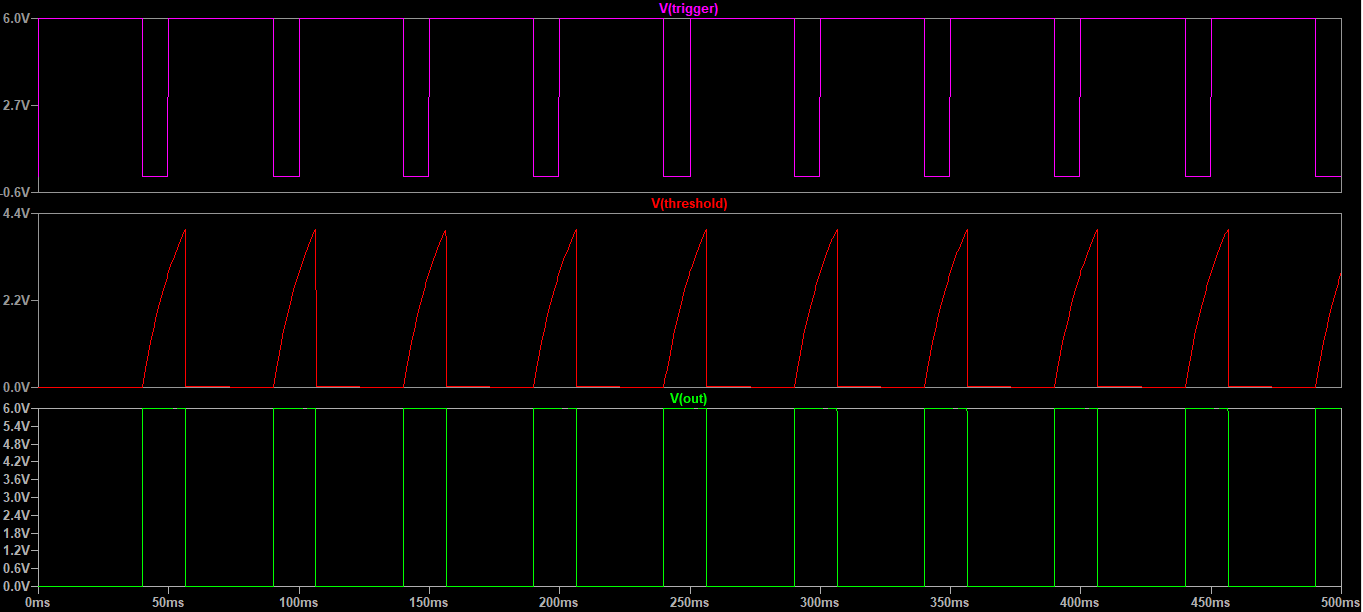 V(trigger)
6.0V
2.7V
-0.6V
V(threshold)
4.4V
2.2V
0.0V
V(out)
6.0V
5.4V
4.8V
4.2V
3.6V
3.0V
2.4V
1.8V
1.2V
0.6V
0.0V
0ms 50ms 100ms 150ms 200ms 250ms 300ms 350ms 400ms 450ms 500ms